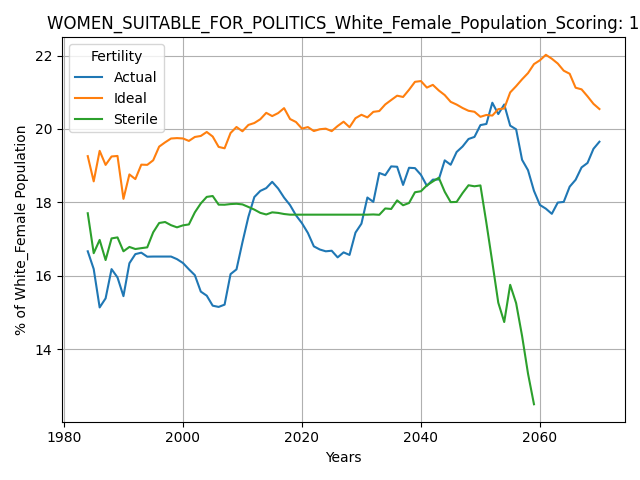 WOMEN_SUITABLE_FOR_POLITICS_White_Female_Population_Scoring: 1
Fertility
Actual
Ideal
Sterile
% of White_Female Population
22
20
18
16
14
1980
2000
2020
2040
2060
Years